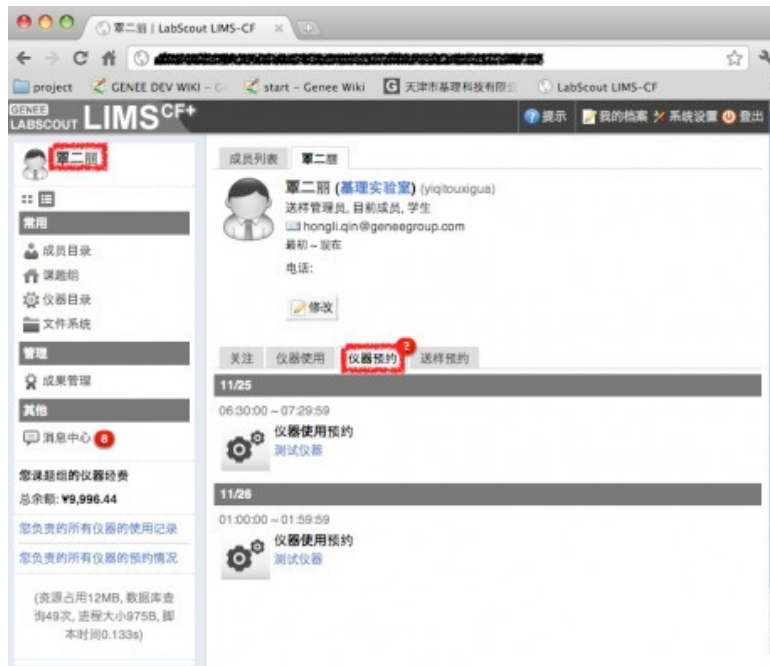 覃二丽 | LabScout LIMS-CF
project
GENEE DEV WIKI - G
start - Genee Wiki
天津市基理科技有限
LabScout LIMS-CF
GENEE
LABSCOUT LIMS CF+
提示
我的档案
系统设置
登出
覃二丽
常用
成员目录
课题组
仪器目录
文件系统
管理
成果管理
其他
消息中心 8
您课题组的仪器经费
总余额: ¥9,996.44
您负责的所有仪器的使用记录
您负责的所有仪器的预约情况
(资源占用12MB, 数据库查
询49次, 进程大小975B, 脚
本时间0.133s)
成员列表
覃二丽
覃二丽 (基理实验室) (yiqitouxigua)
送样管理员, 目前成员, 学生
hongli.qin@geneegroup.com
最初 ~ 现在
电话:
修改
关注
仪器使用
仪器预约 2
送样预约
11/25
06:30:00 ~ 07:29:59
仪器使用预约
测试仪器
11/26
01:00:00 ~ 01:59:59
仪器使用预约
测试仪器